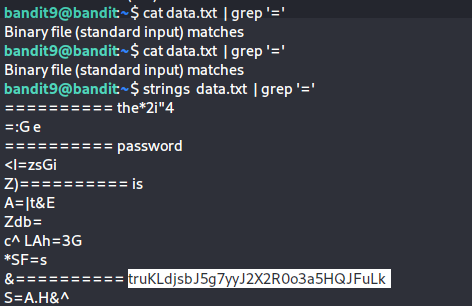 bandit9@bandit:~$ cat data.txt | grep '='
Binary file (standard input) matches
bandit9@bandit:~$ cat data.txt | grep '='
Binary file (standard input) matches
bandit9@bandit:~$ strings data.txt | grep '='
========== the*2i"4
=:G e
========== password
<I=zsGi
Z)========== is
A=|t&E
Zdb=
c^ LAh=3G
*SF=s
&========== truKLdjsbJ5g7yyJ2X2R0o3a5HQJFuLk
S=A.H&^